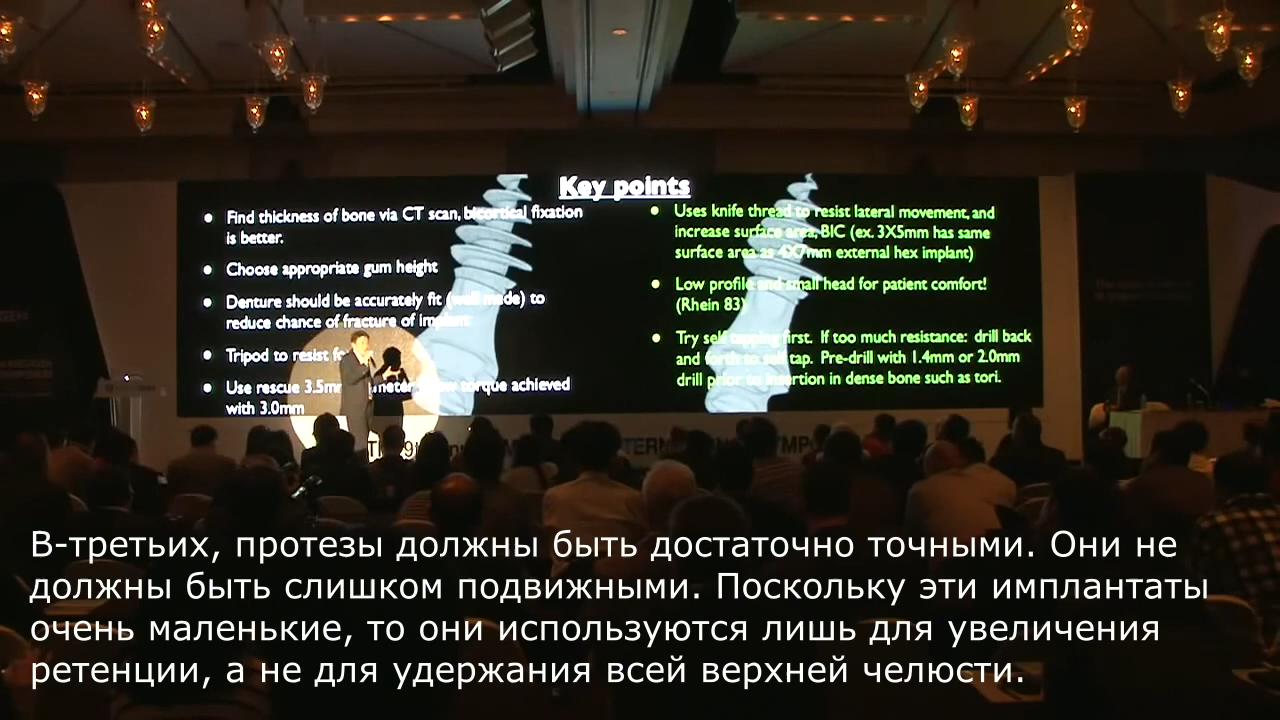 Key points
• Find thickness of bone via CT scan, bicortical fixation
is better.
• Choose appropriate gum height
• Denture should be accurately fit (well made) to
reduce chance of fracture of implant
• Tripod to resist
• Use rescue 3.5mm torque achieved
with 3.0mm
• Uses knife thread to resist lateral movement, and
increase surface area, BIC (ex. 3X5mm has same
surface area as 4X7mm external hex implant)
• Low profile and small head for patient comfort!
(Rhein 83)
• Try self tapping first. If too much resistance: drill back
and forth to self tap. Pre-drill with 1.4mm or 2.0mm
drill prior to insertion in dense bone such as tori.
В-третьих, протезы должны быть достаточно точными. Они не
должны быть слишком подвижными. Поскольку эти имплантаты
очень маленькие, то они используются лишь для увеличения
ретенции, а не для удержания всей верхней челюсти.